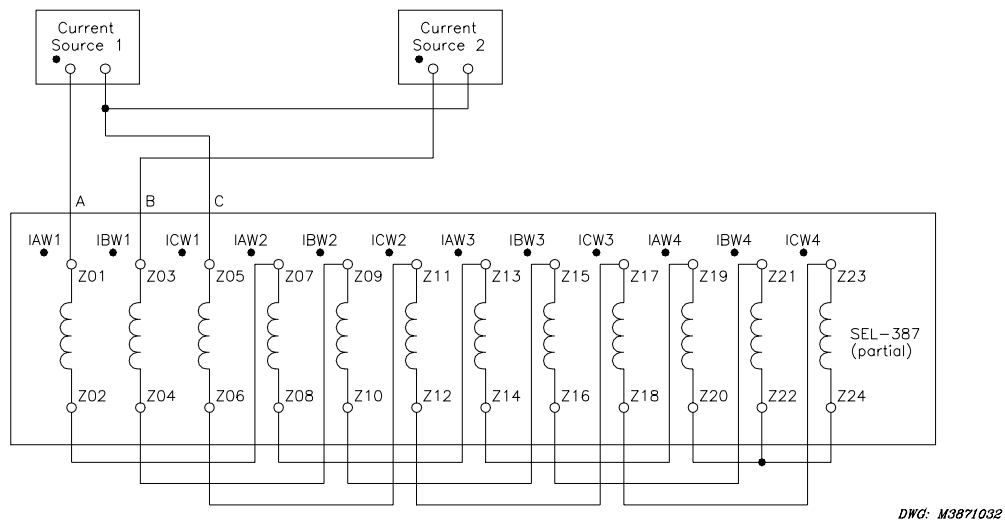 Current
Source 1
Current
Source 2
A B C
IAW1 IBW1 ICW1 IAW2 IBW2 ICW2 IAW3 IBW3 ICW3 IAW4 IBW4 ICW4
Z01 Z03 Z05 Z07 Z09 Z11 Z13 Z15 Z17 Z19 Z21 Z23
SEL-387
(partial)
Z02 Z04 Z06 Z08 Z10 Z12 Z14 Z16 Z18 Z20 Z22 Z24
DWG: M3871032